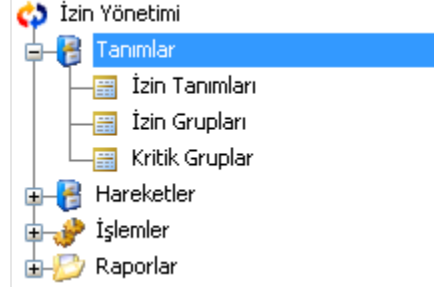 İzin Yönetimi
Tanımlar
İzin Tanımları
İzin Grupları
Kritik Gruplar
Hareketler
İşlemler
Raporlar